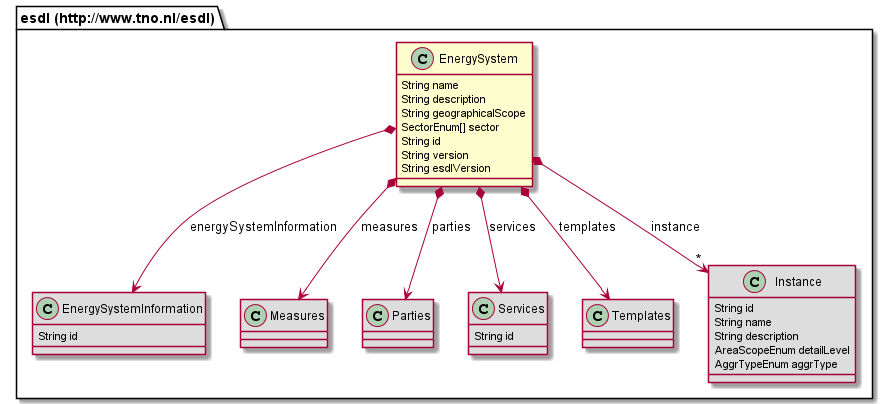 esdl (http://www.tno.nl/esdl)
C EnergySystem
String name
String description
String geographicalScope
SectorEnum[] sector
String id
String version
String esdlVersion
energySystemInformation
measures
parties
services
templates
instance
*
C EnergySystemInformation
String id
C Measures
C Parties
C Services
String id
C Templates
C Instance
String id
String name
String description
AreaScopeEnum detailLevel
AggrTypeEnum aggrType